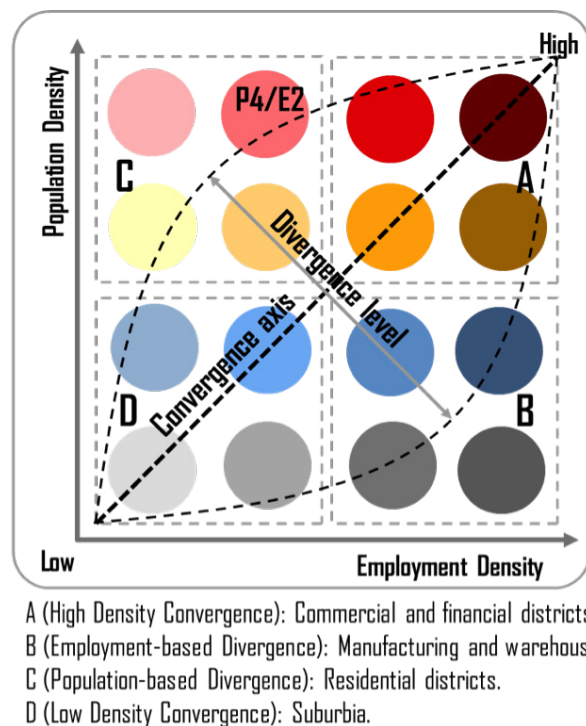 High
P4/E2
Population Density
C
A
Divergence level
Convergence axis
D
B
Low
Employment Density
A (High Density Convergence): Commercial and financial districts
B (Employment-based Divergence): Manufacturing and warehous
C (Population-based Divergence): Residential districts.
D (Low Density Convergence): Suburbia.